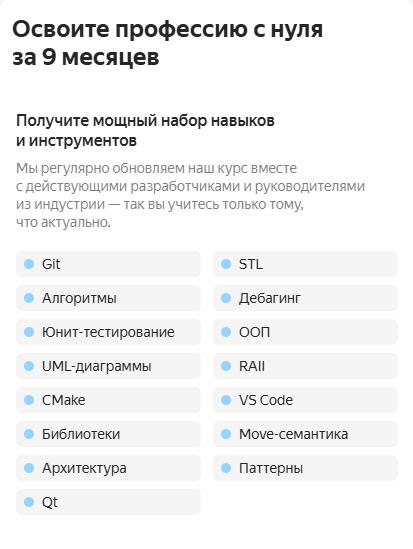 Освоите профессию с нуля
за 9 месяцев
Получите мощный набор навыков
и инструментов
Мы регулярно обновляем наш курс вместе
с действующими разработчиками и руководителями
из индустрии — так вы учитесь только тому,
что актуально.
Git
STL
Алгоритмы
Дебагинг
Юнит-тестирование
ООП
UML-диаграммы
RAII
CMake
VS Code
Библиотеки
Move-семантика
Архитектура
Паттерны
Qt